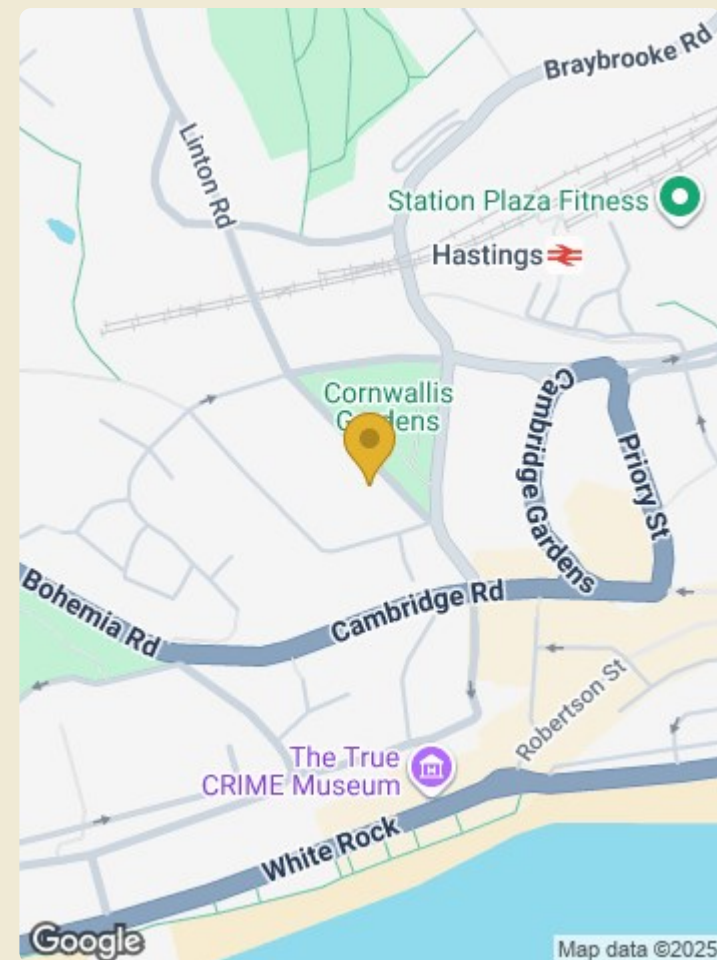 Braybrooke Rd
Linton Rd
Station Plaza Fitness
Hastings
Cornwallis
Gardens
Cambridge Gardens
Priory St
Bohemia Rd
Cambridge Rd
Robertson St
The True
CRIME Museum
White Rock
Google
Map data ©2025